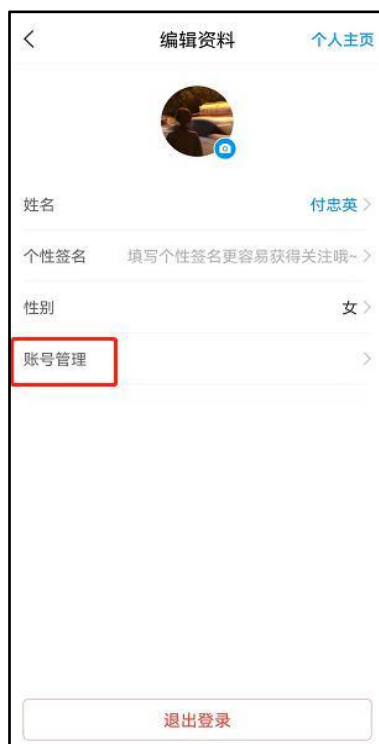 编辑资料 个人主页
姓名 付忠英
个性签名 填写个性签名更容易获得关注哦~
性别 女
账号管理
退出登录